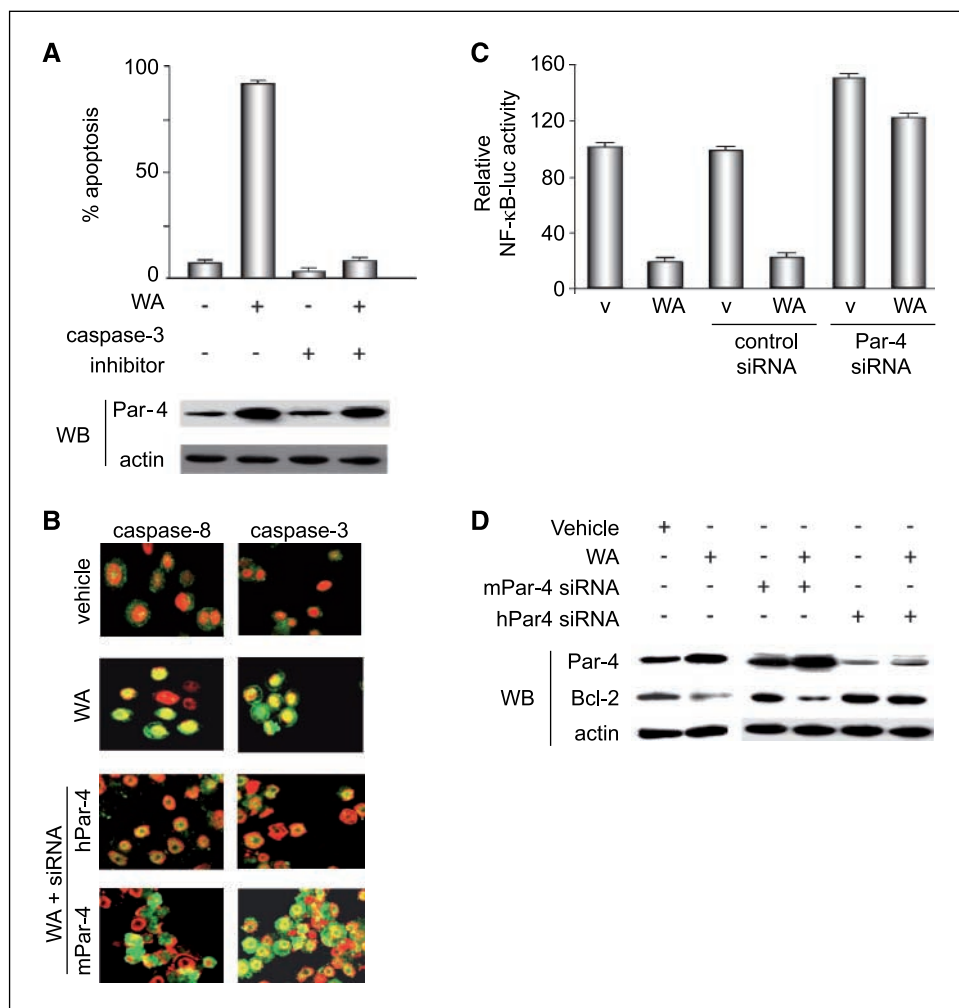 A
100
50
0
% apoptosis
WA - + - +
caspase-3
inhibitor - - + +
WB
Par-4
actin
B
caspase-8 caspase-3
vehicle
WA
WA + siRNA
hPar-4
mPar-4
C
160
120
80
40
0
Relative
NF-κB-luc activity
v WA v WA v WA
control
siRNA
Par-4
siRNA
D
Vehicle + - - - - -
WA - + - + - +
mPar-4 siRNA - - + + - -
hPar4 siRNA - - - - + +
WB
Par-4
Bcl-2
actin